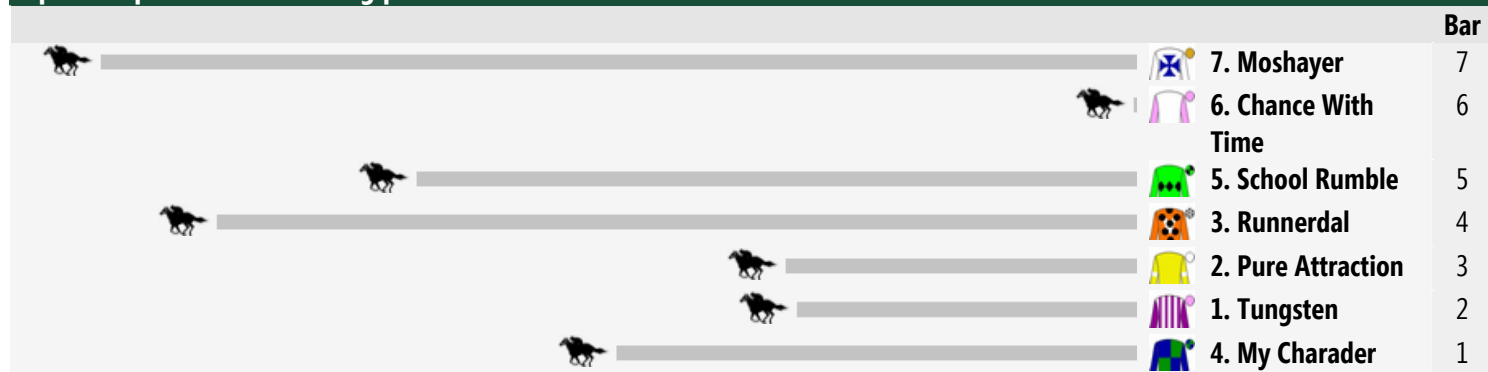 Bar
7. Moshayer 7
6. Chance With 6
Time
5. School Rumble 5
3. Runnerdal 4
2. Pure Attraction 3
1. Tungsten 2
4. My Charader 1